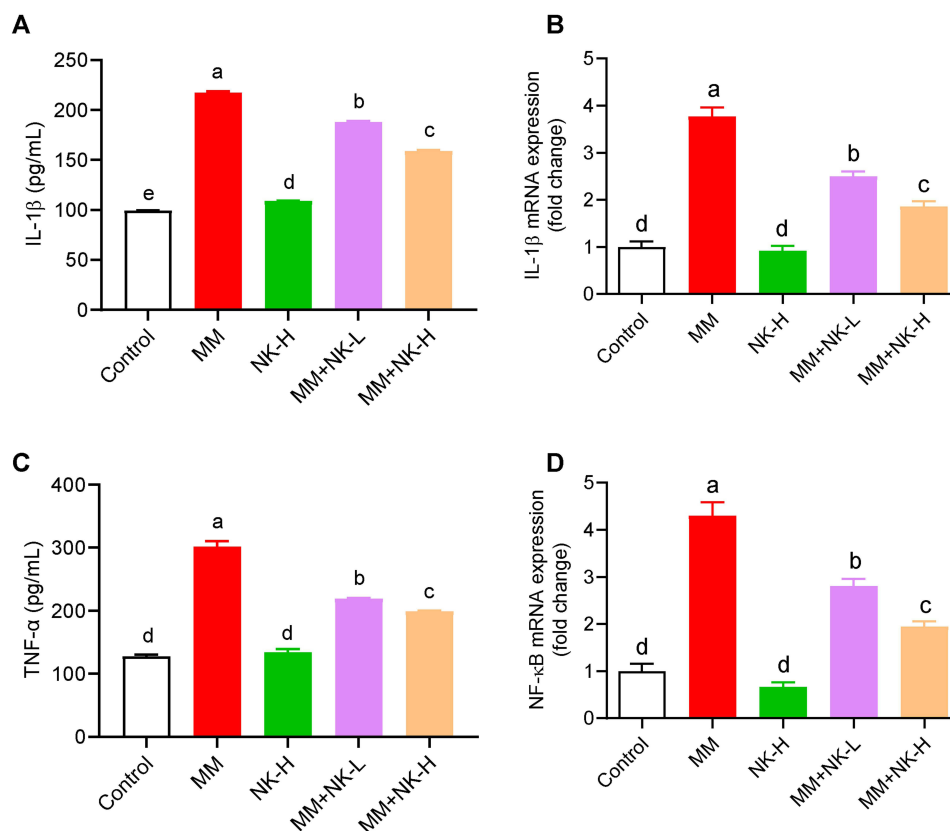 A
IL-1β (pg/mL)
250
200
150
100
50
0
e
a
d
b
c
Control
MM
NK-H
MM+NK-L
MM+NK-H
B
IL-1β mRNA expression
(fold change)
5
4
3
2
1
0
d
a
d
b
c
Control
MM
NK-H
MM+NK-L
MM+NK-H
C
TNF-α (pg/mL)
400
300
200
100
0
d
a
d
b
c
Control
MM
NK-H
MM+NK-L
MM+NK-H
D
NF-κB mRNA expression
(fold change)
5
4
3
2
1
0
d
a
d
b
c
Control
MM
NK-H
MM+NK-L
MM+NK-H